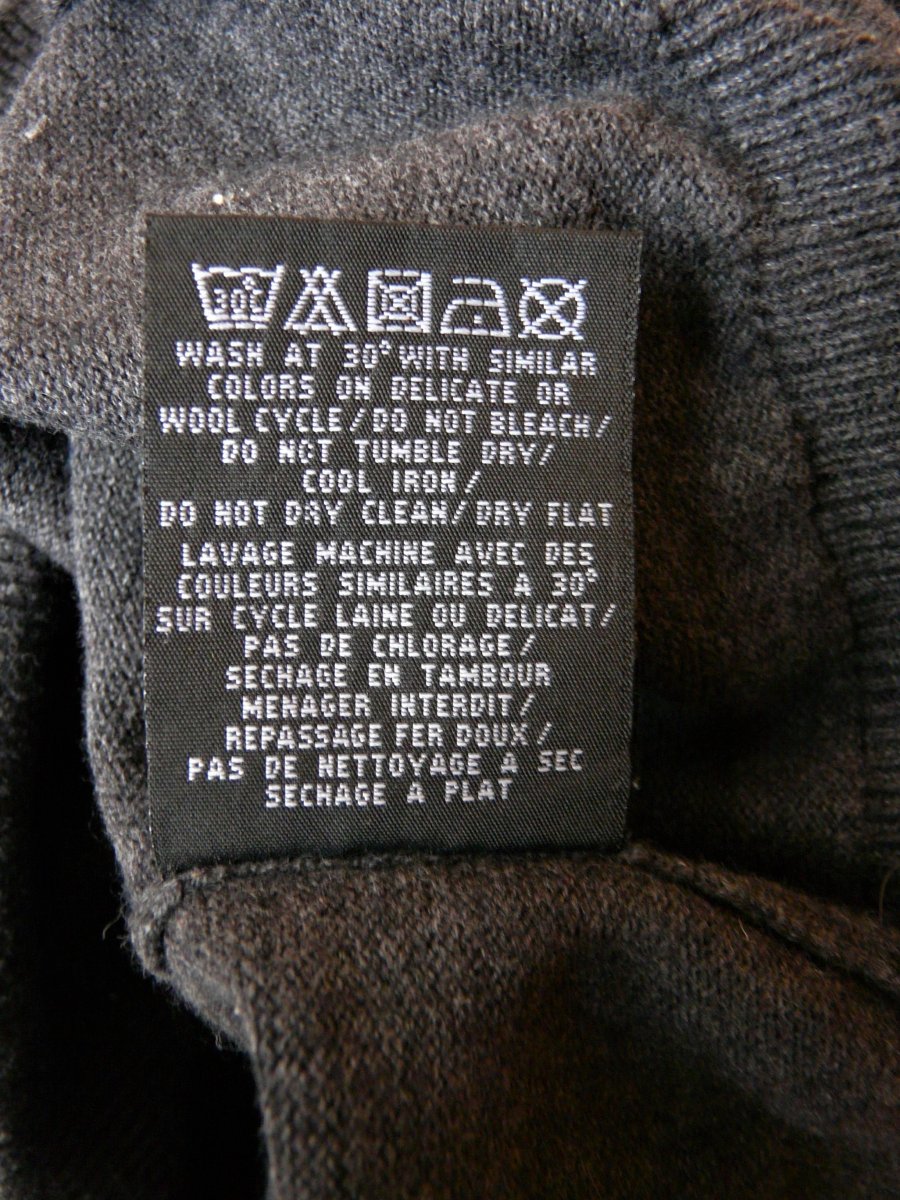 30°C
WASH AT 30° WITH SIMILAR
COLORS ON DELICATE OR
WOOL CYCLE/DO NOT BLEACH/
DO NOT TUMBLE DRY/
COOL IRON/
DO NOT DRY CLEAN/DRY FLAT
LAVAGE MACHINE AVEC DES
COULEURS SIMILAIRES A 30°
SUR CYCLE LAINE OU DELICAT/
PAS DE CHLORAGE/
SECHAGE EN TAMBOUR
MENAGER INTERDIT/
REPASSAGE FER DOUX/
PAS DE NETTOYAGE A SEC
SECHAGE A PLAT